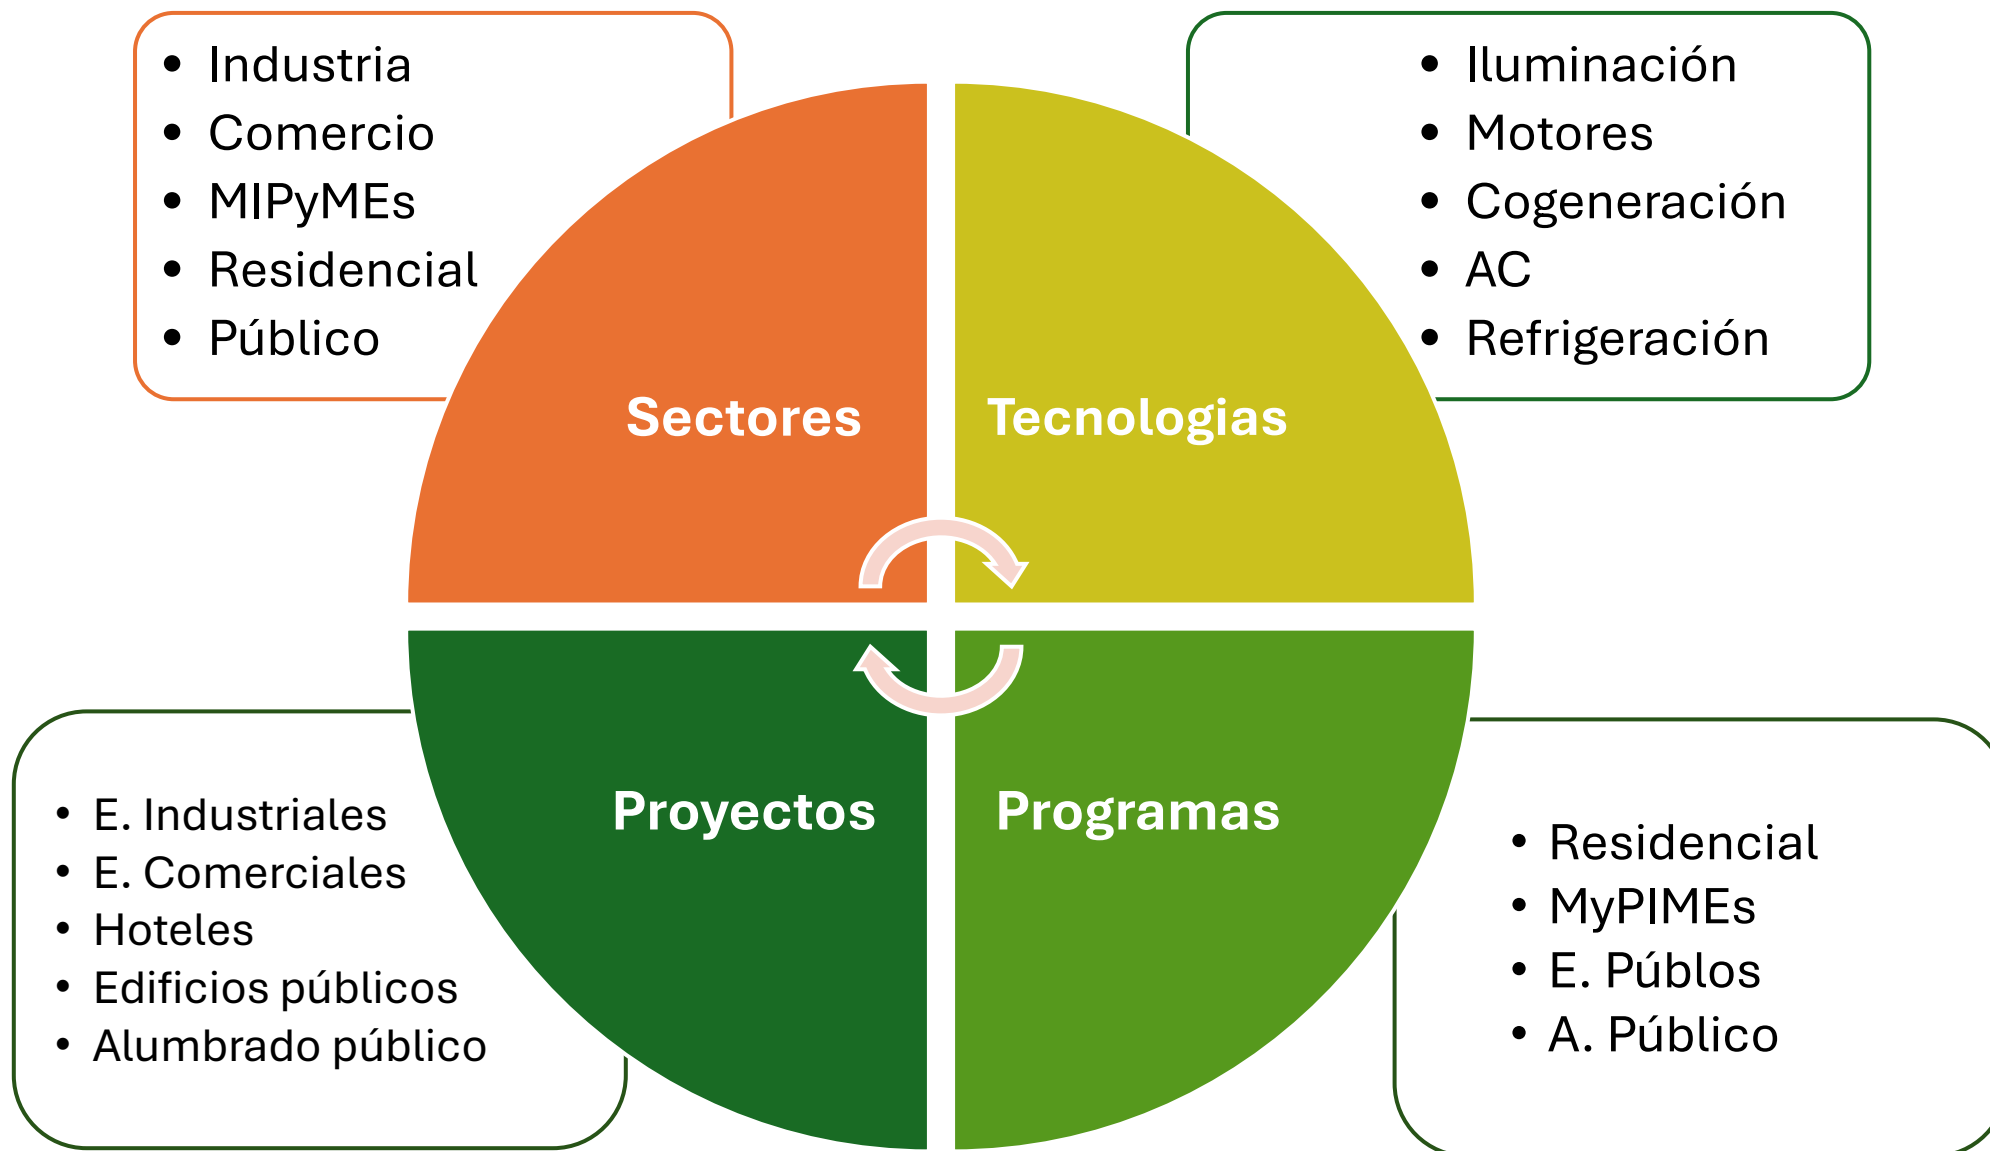 • Industria
• Comercio
• MIPyMEs
• Residencial
• Público
Sectores
• Iluminación
• Motores
• Cogeneración
• AC
• Refrigeración
Tecnologias
• E. Industriales
• E. Comerciales
• Hoteles
• Edificios públicos
• Alumbrado público
Proyectos
Programas
• Residencial
• MyPIMEs
• E. Públos
• A. Público